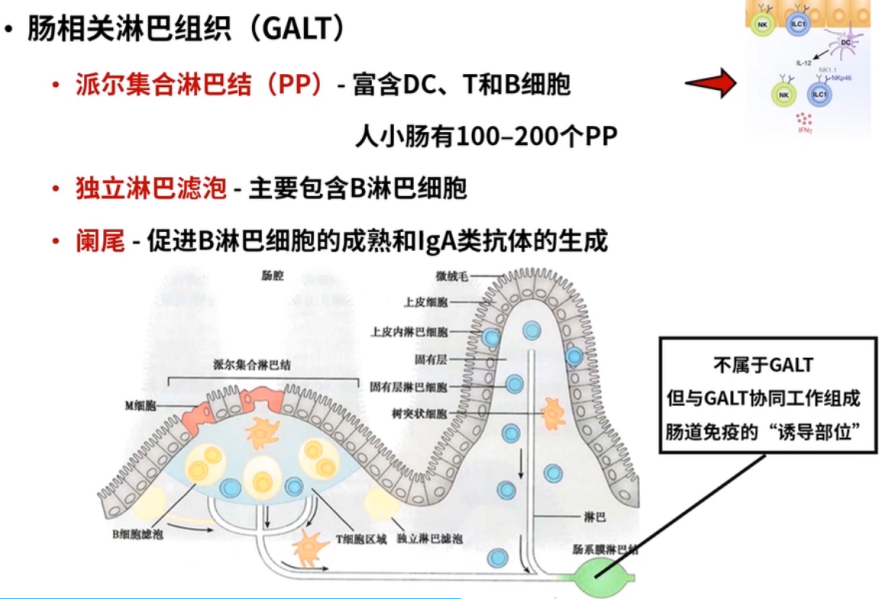 • 肠相关淋巴组织（GALT）
• 派尔集合淋巴结（PP）- 富含DC、T和B细胞
人小肠有100–200个PP
• 独立淋巴滤泡 - 主要包含B淋巴细胞
• 阑尾 - 促进B淋巴细胞的成熟和IgA类抗体的生成
NK
ILC1
DC
IL-12
NK1.1
NKp46
NK
ILC1
IFNγ
肠腔
微绒毛
上皮细胞
上皮内淋巴细胞
派尔集合淋巴结
固有层
固有层淋巴细胞
M细胞
树突状细胞
B细胞滤泡
T细胞区域
独立淋巴滤泡
淋巴
肠系膜淋巴结
不属于GALT
但与GALT协同工作组成
肠道免疫的“诱导部位”